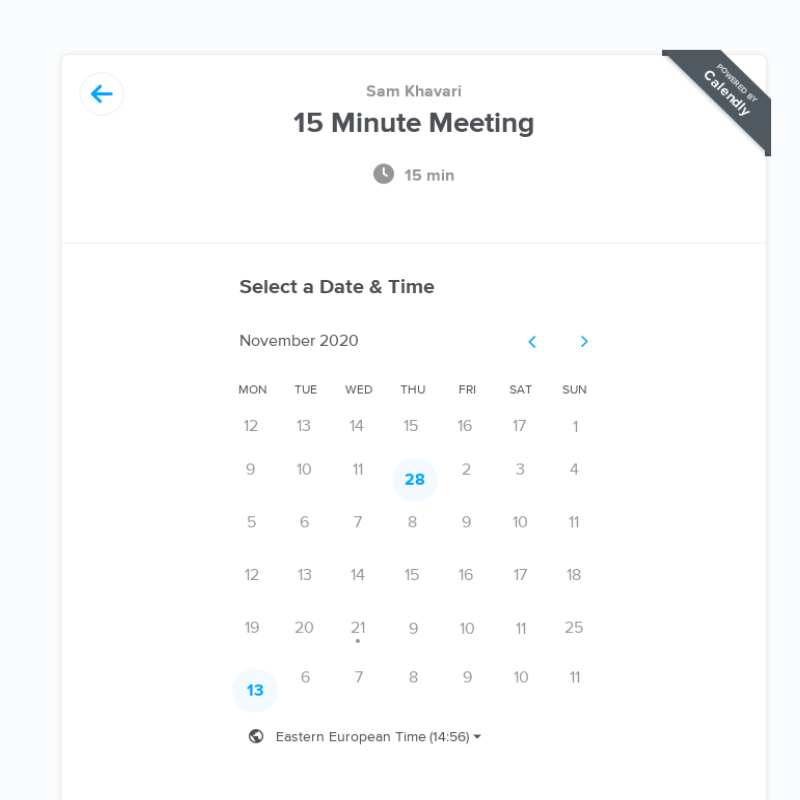 POWERED BY
Calendly
Sam Khavari
15 Minute Meeting
15 min
Select a Date & Time
November 2020
MON TUE WED THU FRI SAT SUN
12 13 14 15 16 17 1
9 10 11 28 2 3 4
5 6 7 8 9 10 11
12 13 14 15 16 17 18
19 20 21 9 10 11 25
13 6 7 8 9 10 11
Eastern European Time (14:56)